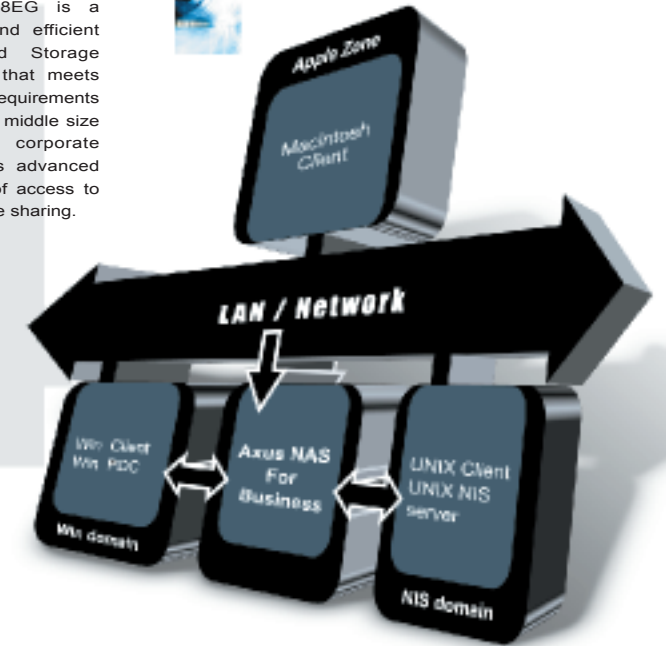 8EG is a
nd efficient
d Storage
that meets
equirements
middle size
corporate
s advanced
of access to
e sharing.
Apple Zone
Macintosh
Client
LAN / Network
Win Client
Win PDC
Win domain
Axus NAS
For
Business
UNIX Client
UNIX NIS
server
NIS domain